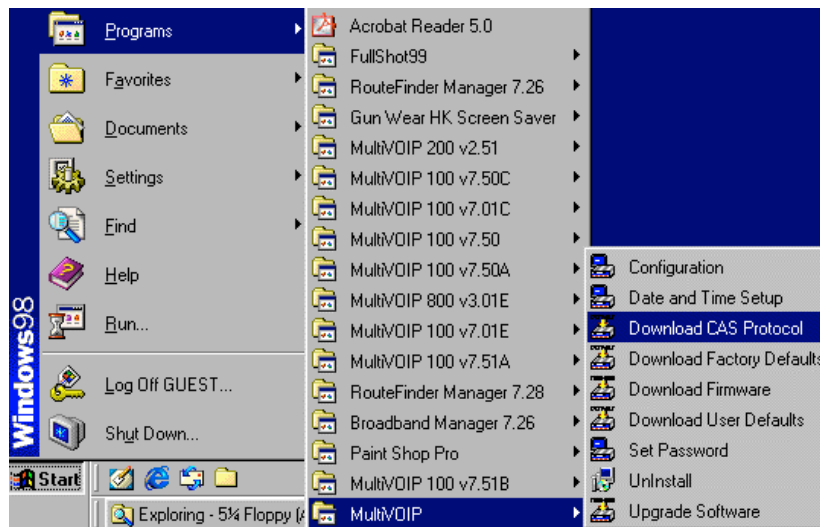 Programs
Favorites
Documents
Settings
Find
Help
Run...
Log Off GUEST...
Shut Down...
Windows98
Start
Exploring - 5¼ Floppy (
Acrobat Reader 5.0
FullShot99
RouteFinder Manager 7.26
Gun Wear HK Screen Saver
MultiVOIP 200 v2.51
MultiVOIP 100 v7.50C
MultiVOIP 100 v7.01C
MultiVOIP 100 v7.50
MultiVOIP 100 v7.50A
MultiVOIP 800 v3.01E
MultiVOIP 100 v7.01E
MultiVOIP 100 v7.51A
RouteFinder Manager 7.28
Broadband Manager 7.26
Paint Shop Pro
MultiVOIP 100 v7.51B
MultiVOIP
Configuration
Date and Time Setup
Download CAS Protocol
Download Factory Defaults
Download Firmware
Download User Defaults
Set Password
UnInstall
Upgrade Software